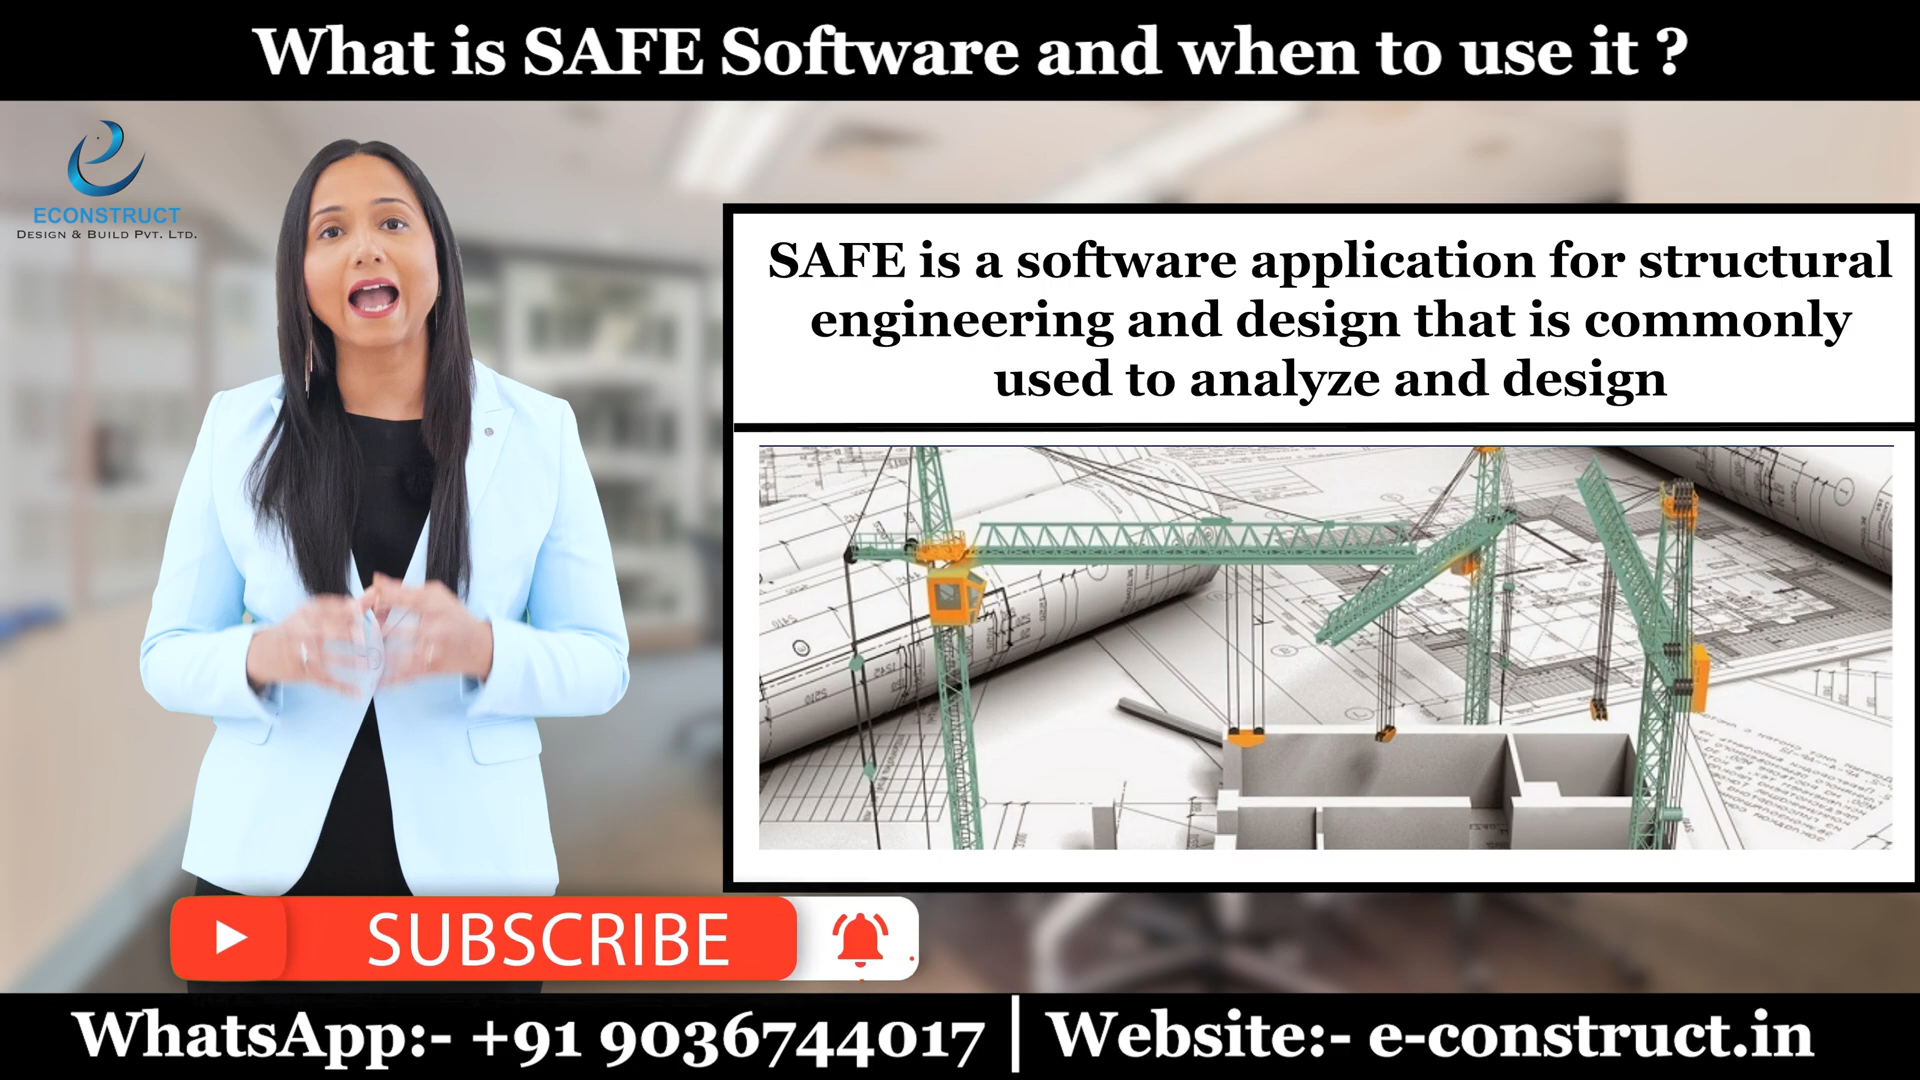 What is SAFE Software and when to use it ?
ECONSTRUCT
DESIGN & BUILD PVT. LTD.
SAFE is a software application for structural
engineering and design that is commonly
used to analyze and design
SUBSCRIBE
WhatsApp:- +91 9036744017 | Website:- e-construct.in